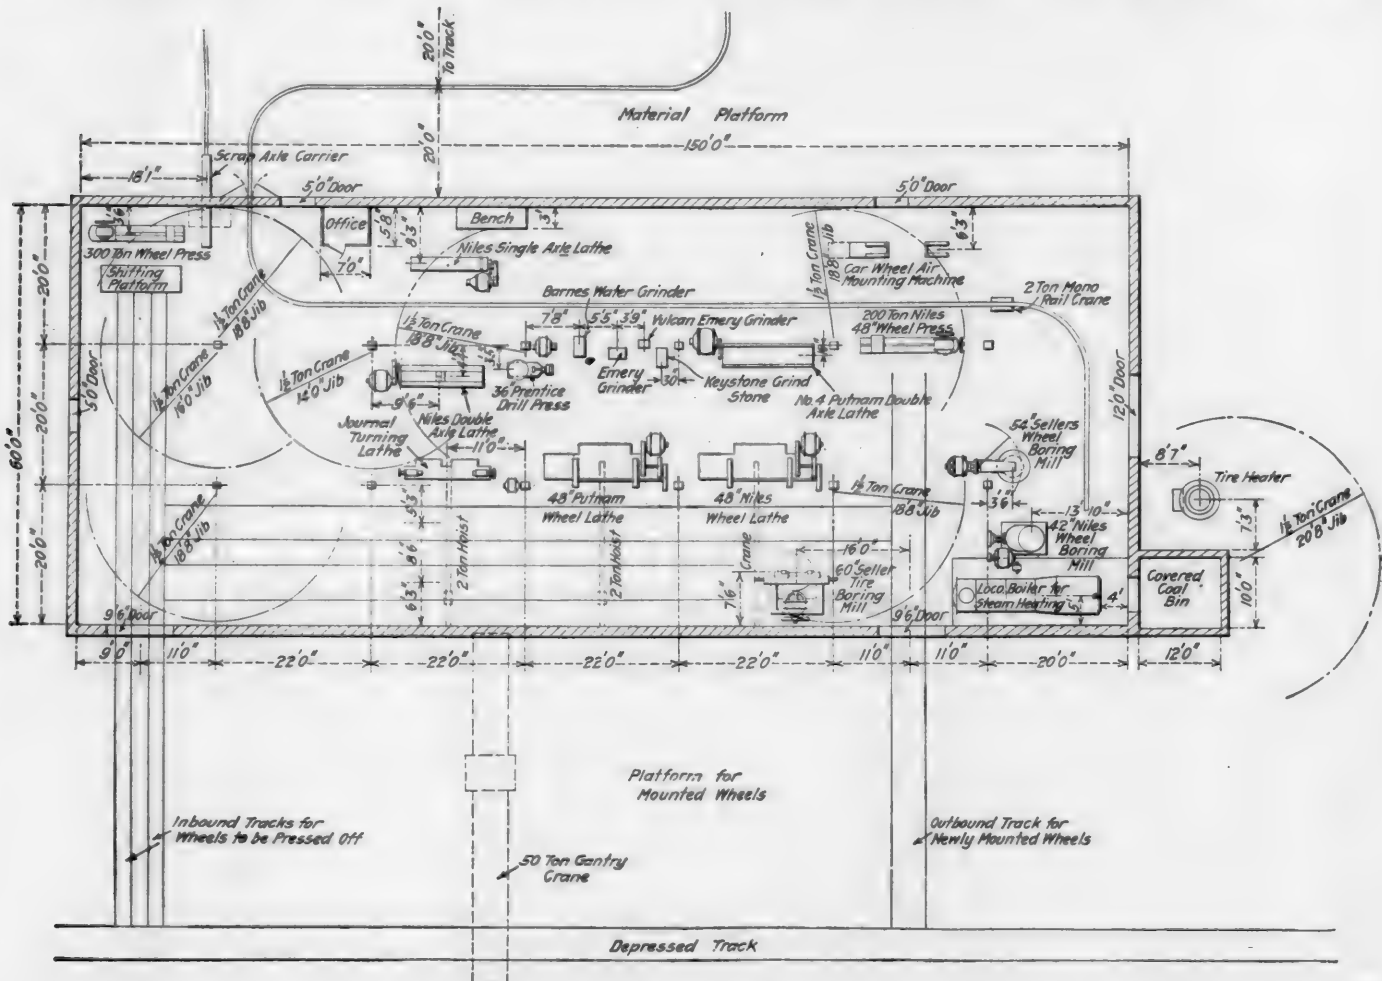 20'0"
To Track
Material Platform
20'0"
150'0"
Scrap Axle Carrier
18'1"
5'0" Door
5'0" Door
3'6"
Office
5'8"
8'3"
Bench
3'
6'3"
300 Ton Wheel Press
Shifting
Platform
7'0"
Niles Single Axle Lathe
1½ Ton Crane
18'8" Jib
Car Wheel Air
Mounting Machine
1½ Ton Crane
18'8" Jib
Barnes Water Grinder
2 Ton Mono
Rail Crane
20'0"
7'8"
5'5"
3'9"
Vulcan Emery Grinder
200 Ton Niles
48" Wheel Press
1½ Ton Crane
18'8" Jib
3'5"
1½ Ton Crane
14'0" Jib
1½ Ton Crane
16'0" Jib
5'0" Door
Emery
Grinder
30"
Keystone Grind
Stone
36" Prentice
Drill Press
No. 4 Putnam Double
Axle Lathe
12'0" Door
9'6"
Niles Double
Axle Lathe
Journal
Turning
Lathe
11'0"
54" Sellers
Wheel
Boring
Mill
60'0"
20'0"
8'7"
Tire Heater
48" Putnam
Wheel Lathe
48" Niles
Wheel Lathe
1½ Ton Crane
18'8" Jib
3'6"
13'10"
7'3"
1½ Ton Crane
20'8" Jib
1½ Ton Crane
18'8" Jib
5'3"
42" Niles
Wheel
Boring
Mill
20'0"
8'6"
2 Ton Hoist
2 Ton Hoist
Crane
16'0"
60" Seller
Tire
Boring
Mill
6'3"
7'6"
Loco. Boiler for
Steam Heating
5'
4'
Covered
Coal
Bin
10'0"
9'6" Door
9'6" Door
9'0"
11'0"
22'0"
22'0"
22'0"
22'0"
11'0"
11'0"
20'0"
12'0"
Platform for
Mounted Wheels
Inbound Tracks for
Wheels to be Pressed Off
Outbound Track for
Newly Mounted Wheels
50 Ton Gantry
Crane
Depressed Track